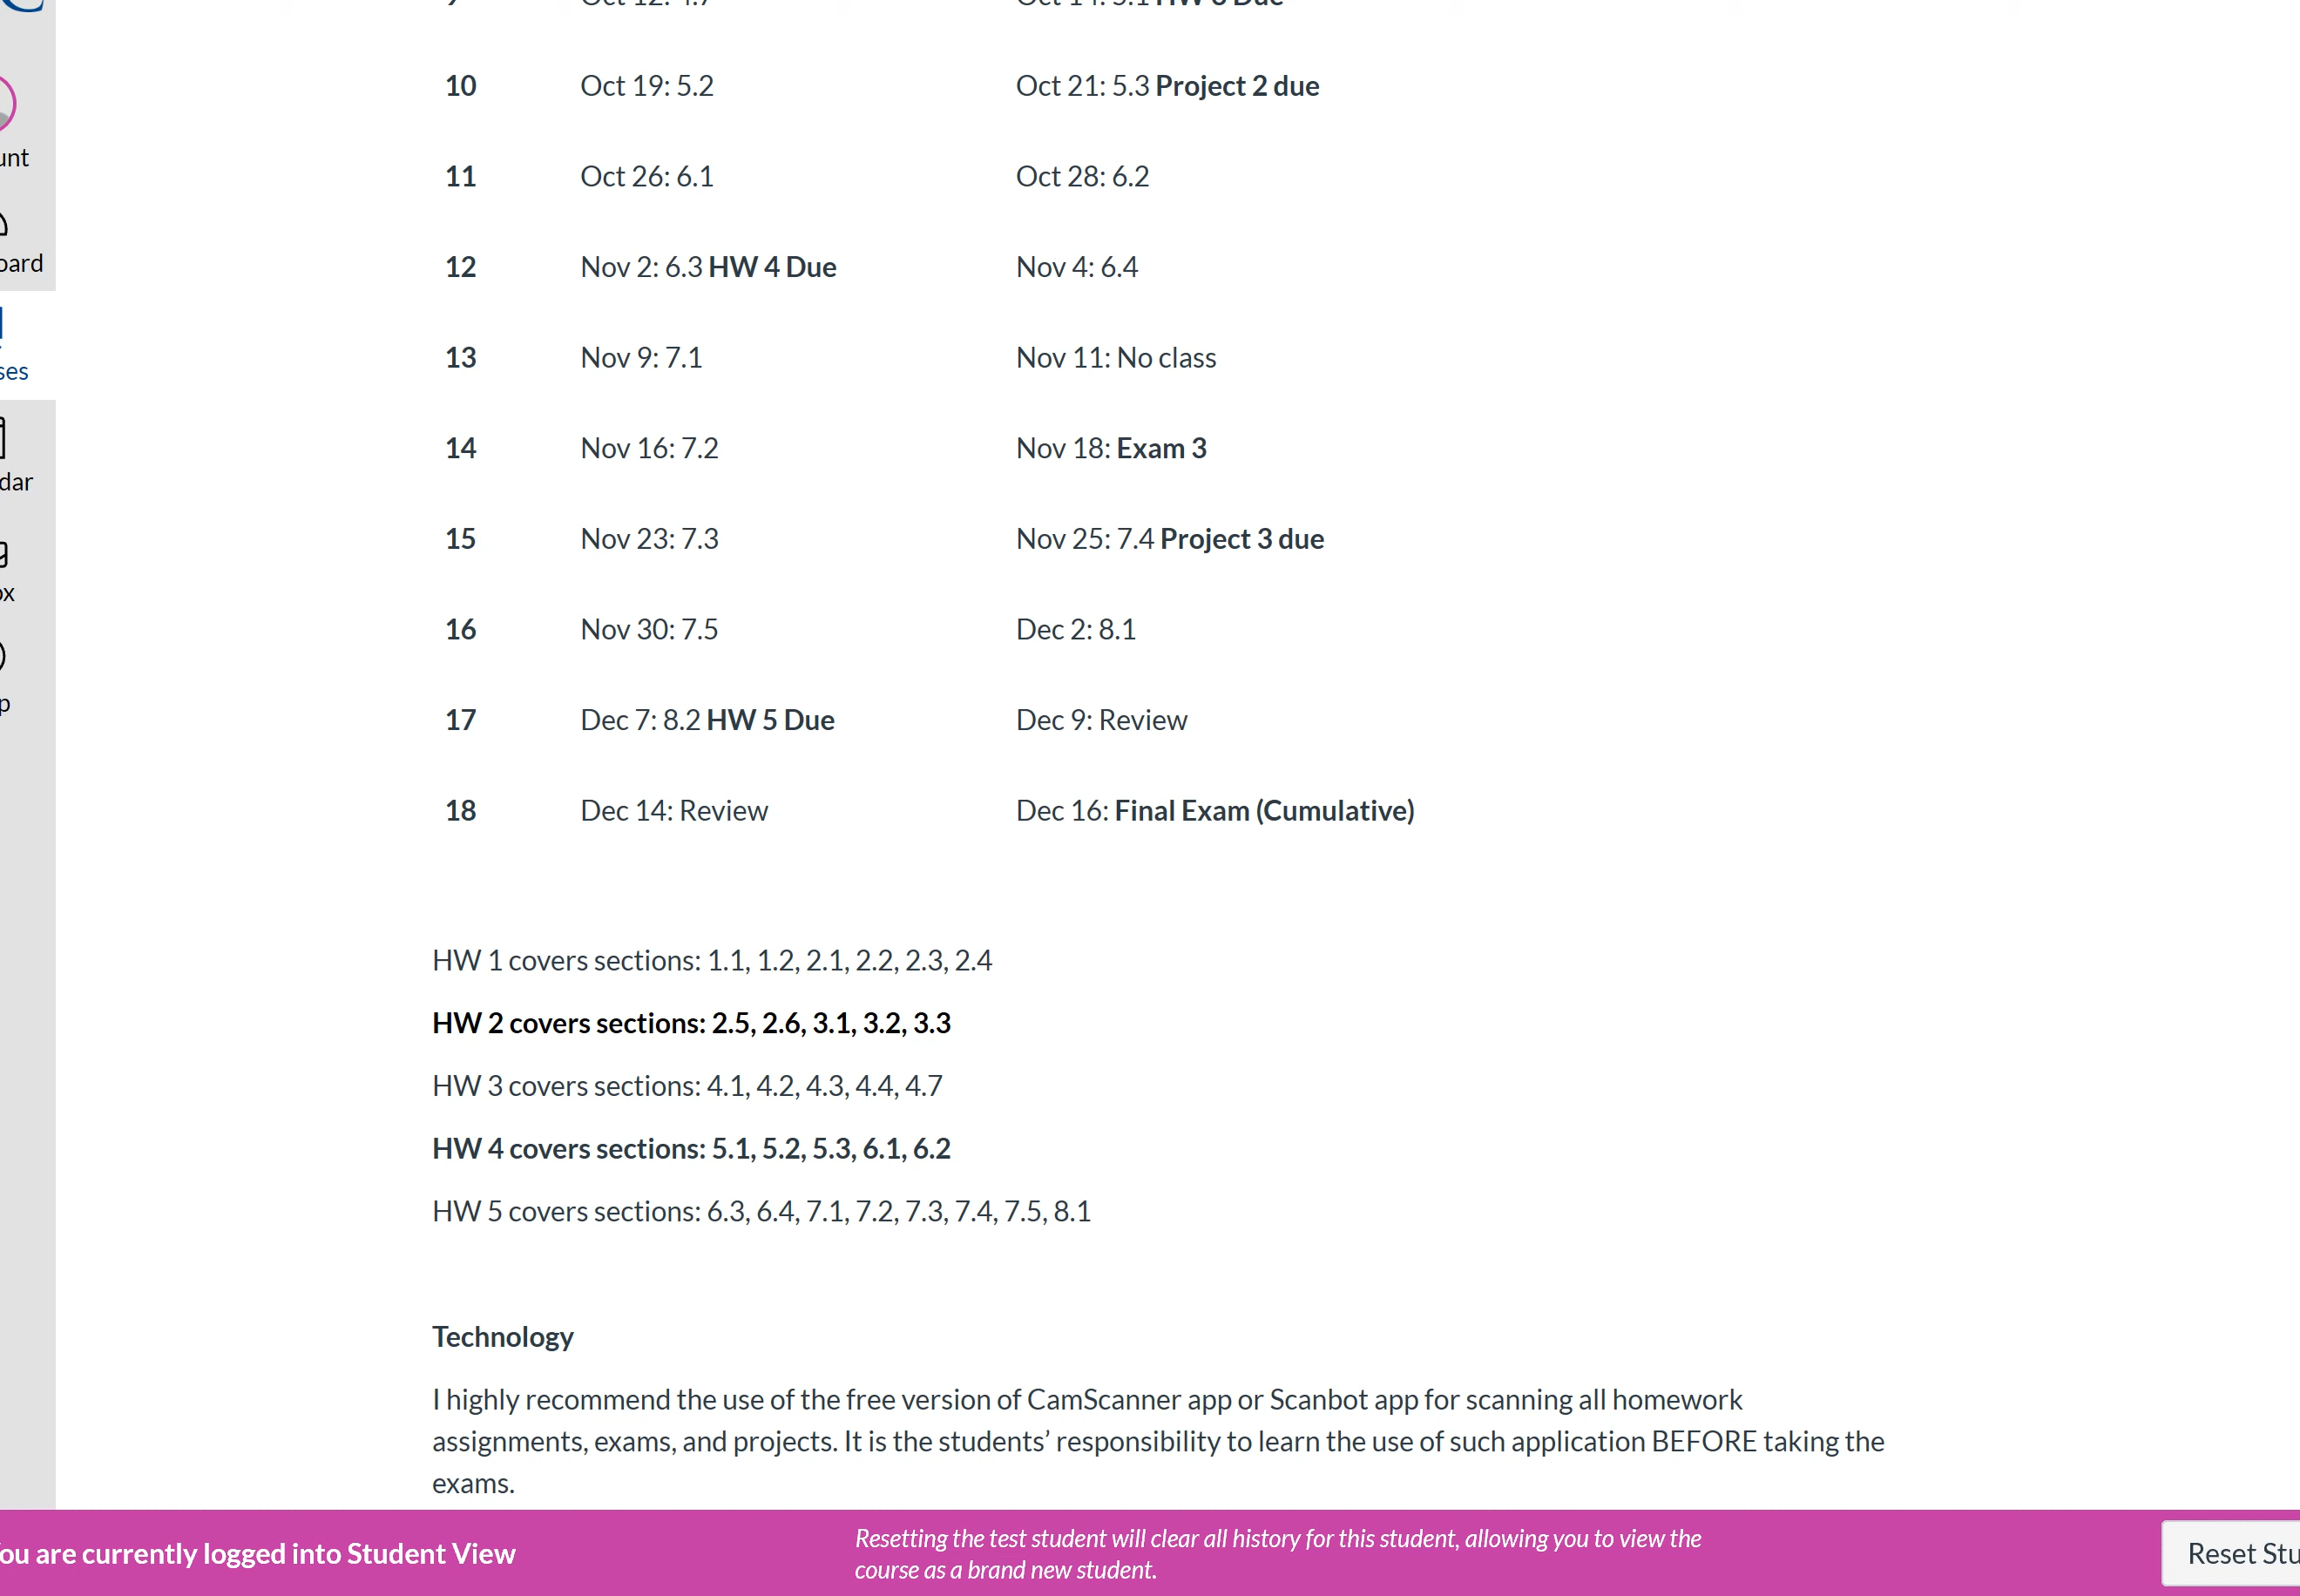 10 Oct 19: 5.2 Oct 21: 5.3 Project 2 due
unt
11 Oct 26: 6.1 Oct 28: 6.2
oard
12 Nov 2: 6.3 HW 4 Due Nov 4: 6.4
13 Nov 9: 7.1 Nov 11: No class
ses
14 Nov 16: 7.2 Nov 18: Exam 3
dar
15 Nov 23: 7.3 Nov 25: 7.4 Project 3 due
ox
16 Nov 30: 7.5 Dec 2: 8.1
p
17 Dec 7: 8.2 HW 5 Due Dec 9: Review
18 Dec 14: Review Dec 16: Final Exam (Cumulative)
HW 1 covers sections: 1.1, 1.2, 2.1, 2.2, 2.3, 2.4
HW 2 covers sections: 2.5, 2.6, 3.1, 3.2, 3.3
HW 3 covers sections: 4.1, 4.2, 4.3, 4.4, 4.7
HW 4 covers sections: 5.1, 5.2, 5.3, 6.1, 6.2
HW 5 covers sections: 6.3, 6.4, 7.1, 7.2, 7.3, 7.4, 7.5, 8.1
Technology
I highly recommend the use of the free version of CamScanner app or Scanbot app for scanning all homework
assignments, exams, and projects. It is the students’ responsibility to learn the use of such application BEFORE taking the
exams.
ou are currently logged into Student View
Resetting the test student will clear all history for this student, allowing you to view the
course as a brand new student.
Reset Stu